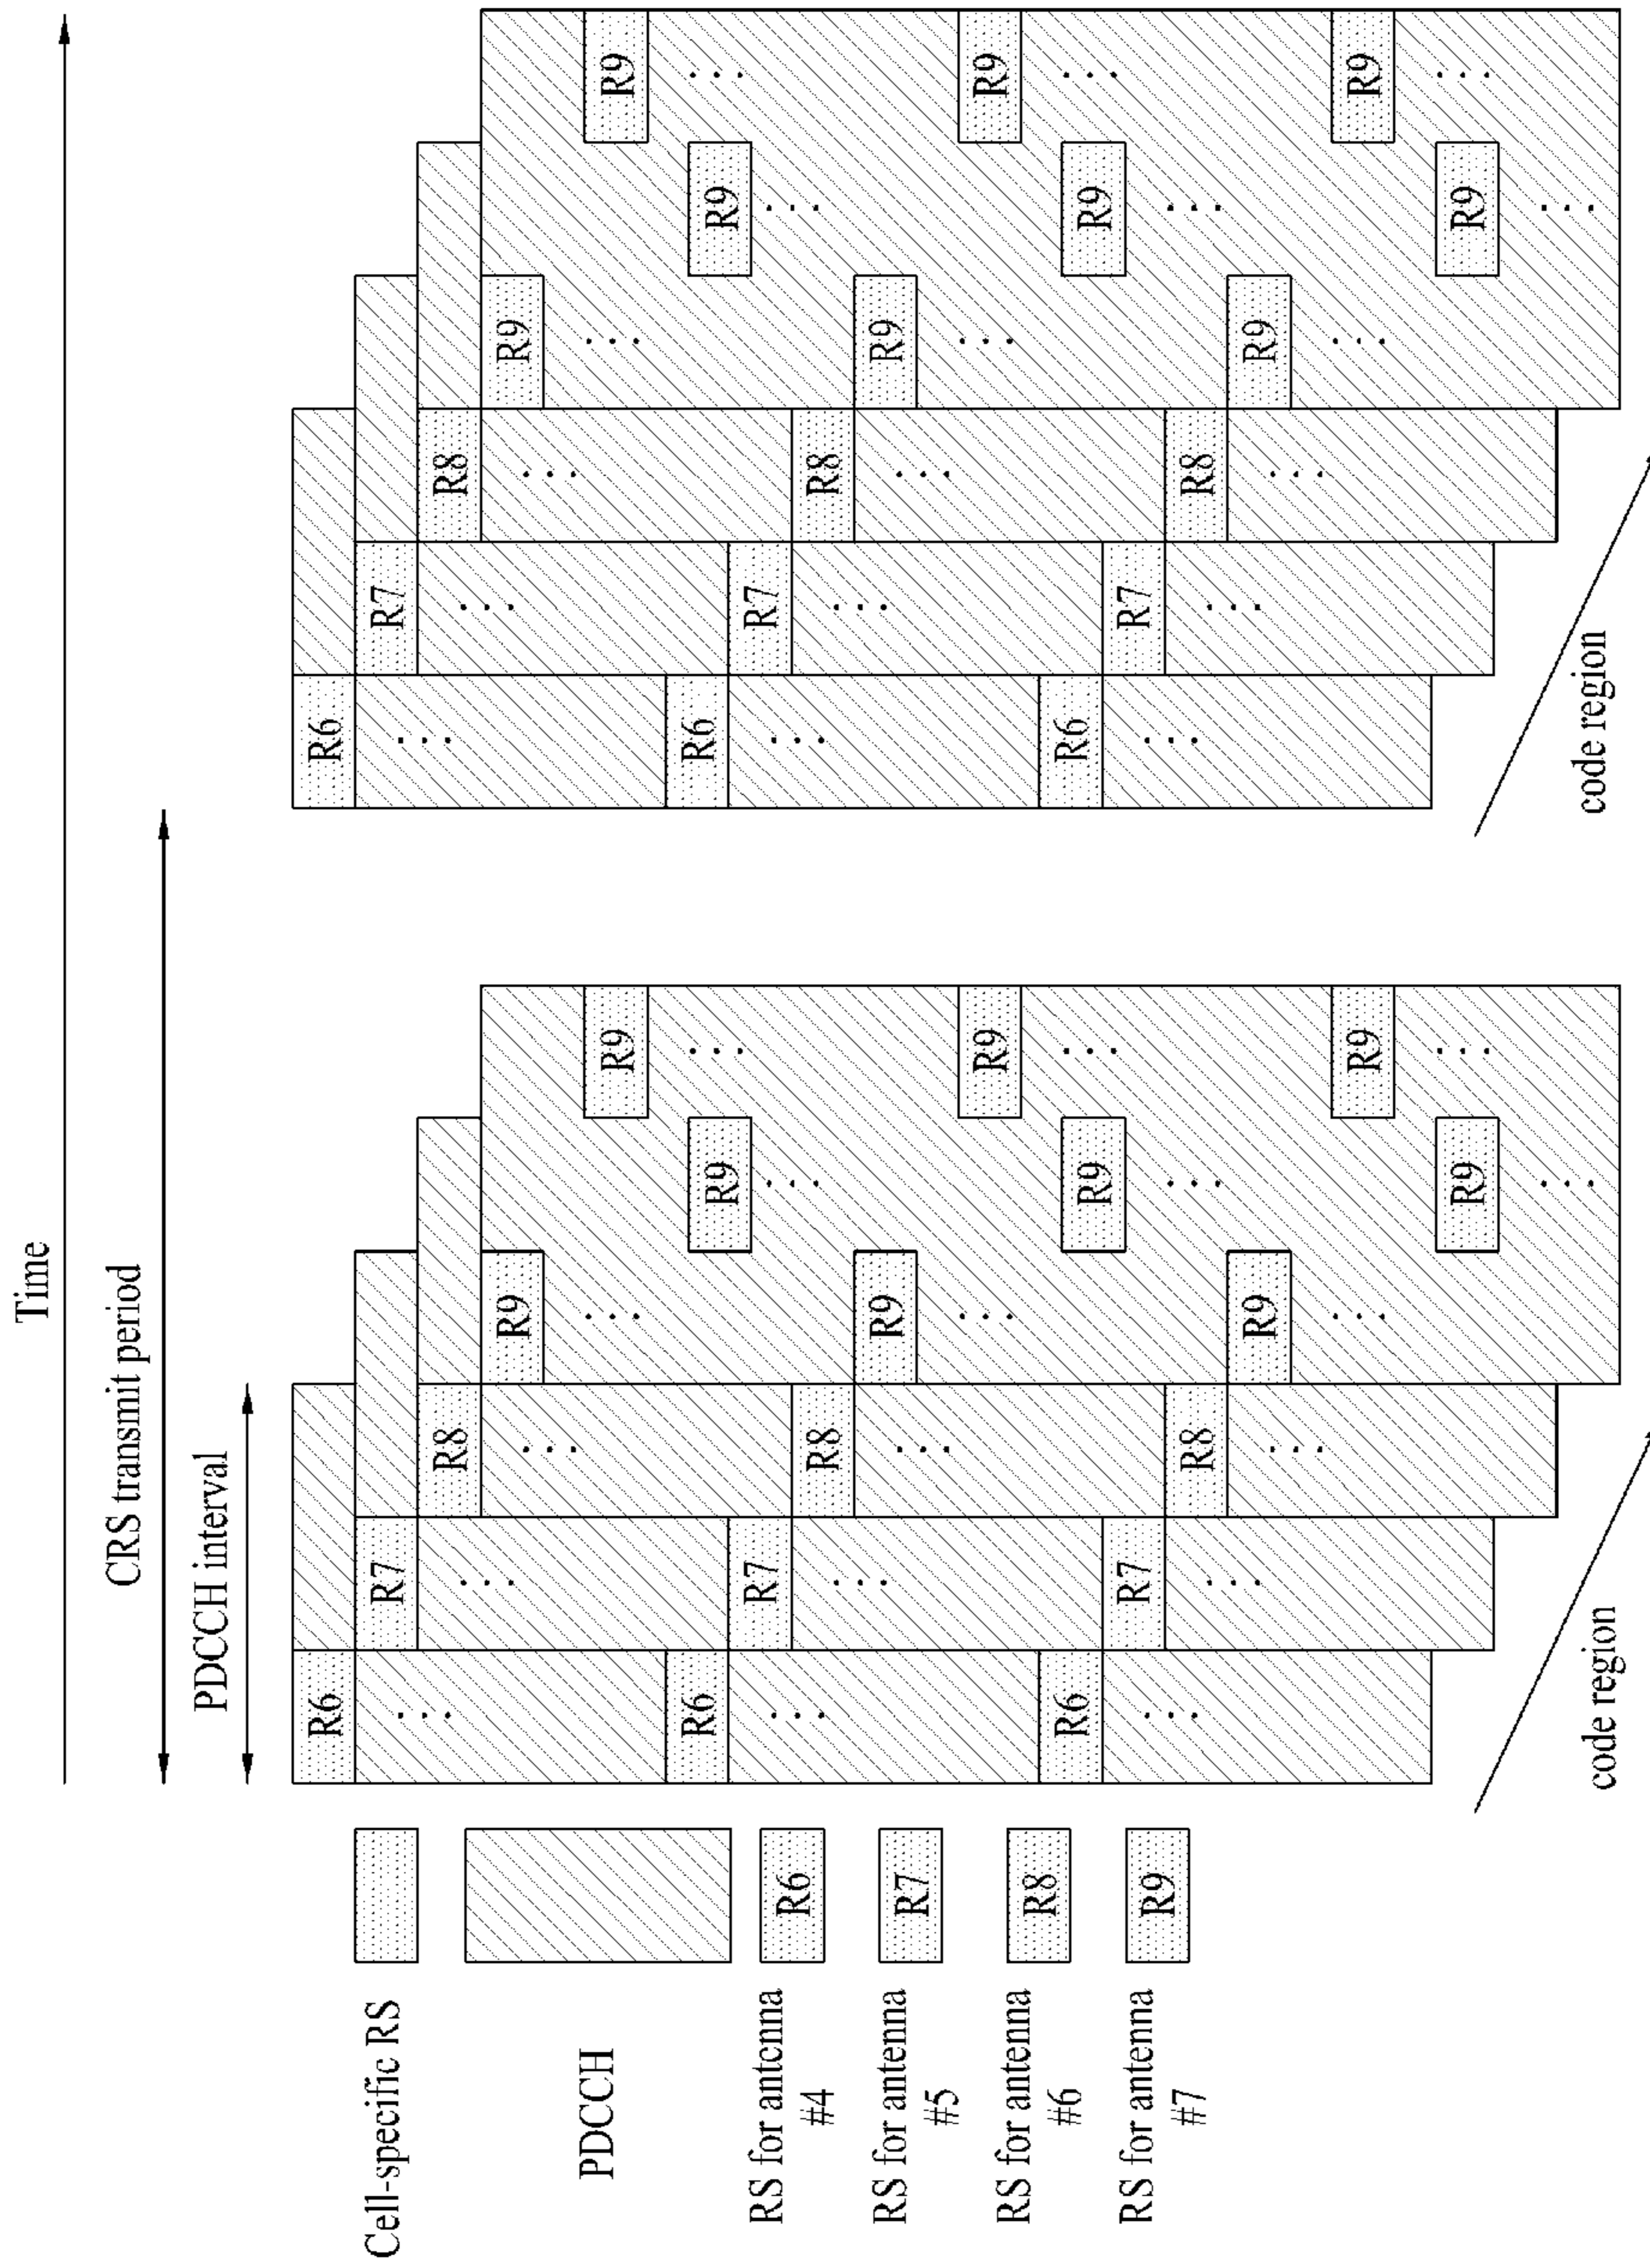 Time
CRS transmit period
PDCCH interval
Cell-specific RS
PDCCH
RS for antenna
#4
R6
RS for antenna
#5
R7
RS for antenna
#6
R8
RS for antenna
#7
R9
R6
R7
R8
R9
R9
R6
R9
R7
R8
R9
R9
R6
R9
R7
R8
R9
R9
R9
code region
R6
R7
R8
R9
R9
R6
R9
R7
R8
R9
R9
R6
R9
R7
R8
R9
R9
R9
code region